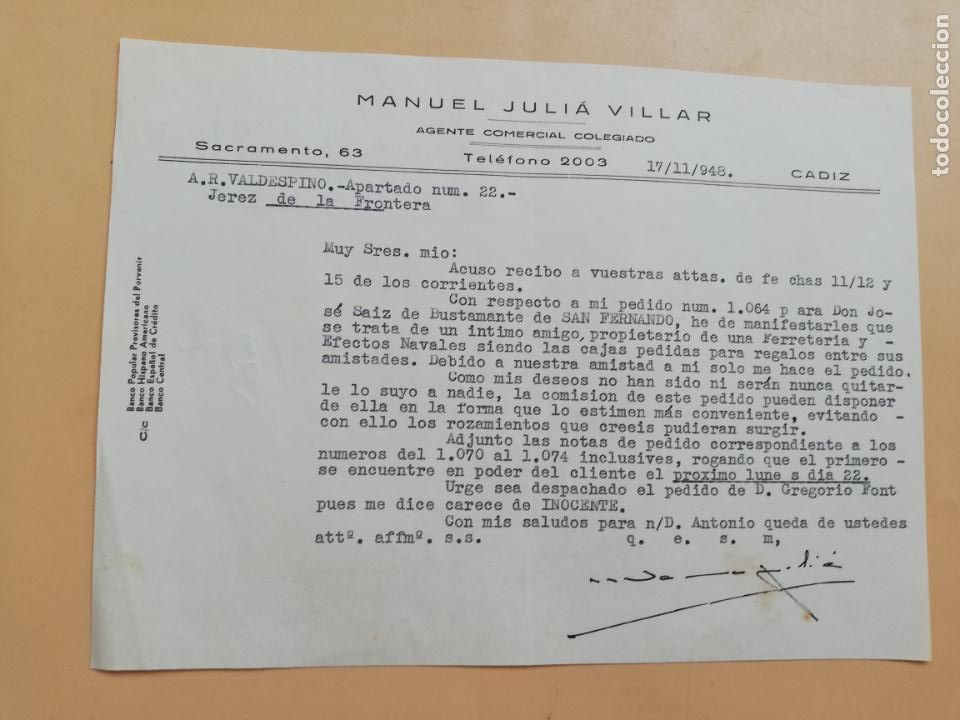 MANUEL JULIÁ VILLAR
AGENTE COMERCIAL COLEGIADO
Sacramento, 63 Teléfono 2003 17/11/948. CADIZ
A.R.VALDESPINO.-Apartado num. 22.-
Jerez de la Frontera
Muy Sres. mio:
Acuso recibo a vuestras attas. de fe chas 11/12 y
15 de los corrientes.
Con respecto a mi pedido num. 1.064 p ara Don Jo-
sé Saiz de Bustamante de SAN FERNANDO, he de manifestarles que
se trata de un intimo amigo, propietario de una Ferreteria y -
Efectos Navales siendo las cajas pedidas para regalos entre sus
amistades. Debido a nuestra amistad a mi solo me hace el pedido.
Como mis deseos no han sido ni serán nunca quitar-
le lo suyo a nadie, la comision de este pedido pueden disponer
de ella en la forma que lo estimen más conveniente, evitando -
con ello los rozamientos que creeis pudieran surgir.
Adjunto las notas de pedido correspondiente a los
numeros del 1.070 al 1.074 inclusives, rogando que el primero -
se encuentre en poder del cliente el proximo lune s dia 22.
Urge sea despachado el pedido de D. Gregorio Font
pues me dice carece de INOCENTE.
Con mis saludos para n/D. Antonio queda de ustedes
attº. affmº. s.s. q. e. s. m,
C/c
Banco Popular Previsores del Porvenir
Banco Hispano Americano
Banco Español de Crédito
Banco Central
todocoleccion